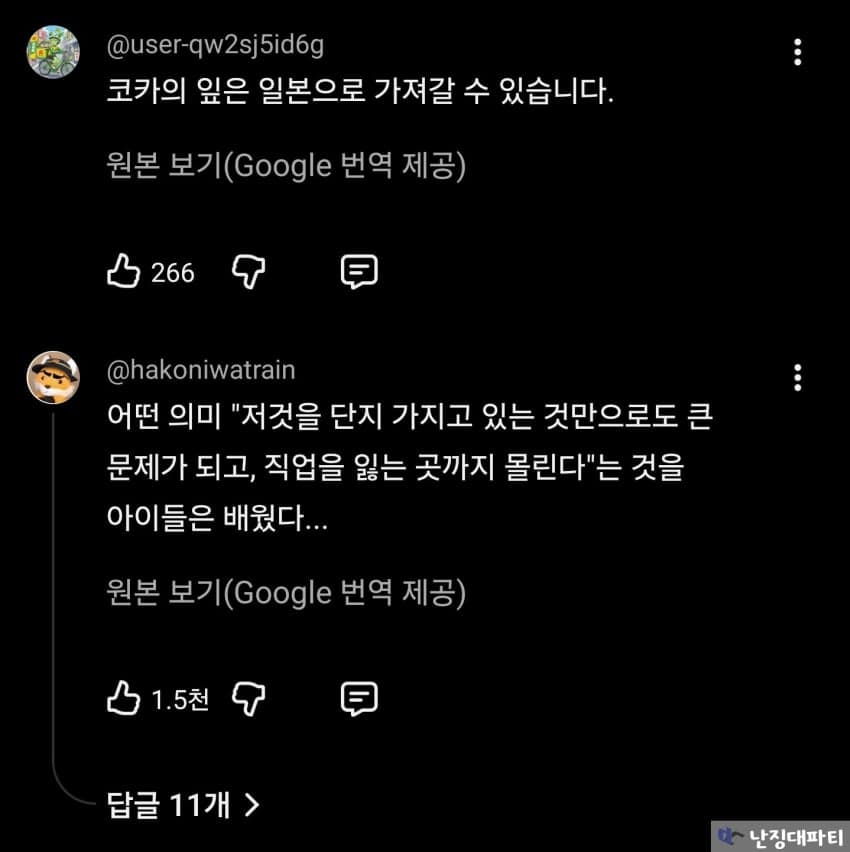 @user-qw2sj5id6g
코카의 잎은 일본으로 가져갈 수 있습니다.
원본 보기(Google 번역 제공)
266
@hakoniwatrain
어떤 의미 "저것을 단지 가지고 있는 것만으로도 큰
문제가 되고, 직업을 잃는 곳까지 몰린다"는 것을
아이들은 배웠다...
원본 보기(Google 번역 제공)
1.5천
답글 11개
난징대파티